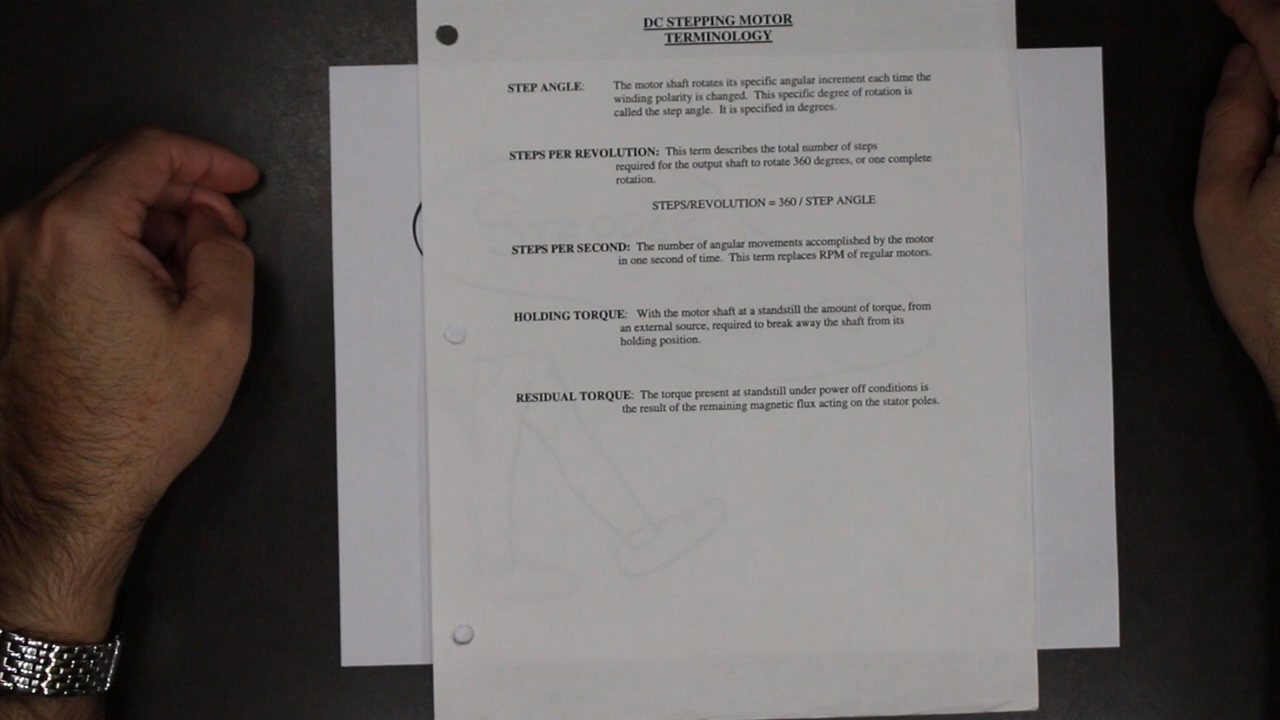 DC STEPPING MOTOR
TERMINOLOGY
STEP ANGLE: The motor shaft rotates its specific angular increment each time the
winding polarity is changed. This specific degree of rotation is
called the step angle. It is specified in degrees.
STEPS PER REVOLUTION: This term describes the total number of steps
required for the output shaft to rotate 360 degrees, or one complete
rotation.
STEPS/REVOLUTION = 360 / STEP ANGLE
STEPS PER SECOND: The number of angular movements accomplished by the motor
in one second of time. This term replaces RPM of regular motors.
HOLDING TORQUE: With the motor shaft at a standstill the amount of torque, from
an external source, required to break away the shaft from its
holding position.
RESIDUAL TORQUE: The torque present at standstill under power off conditions is
the result of the remaining magnetic flux acting on the stator poles.